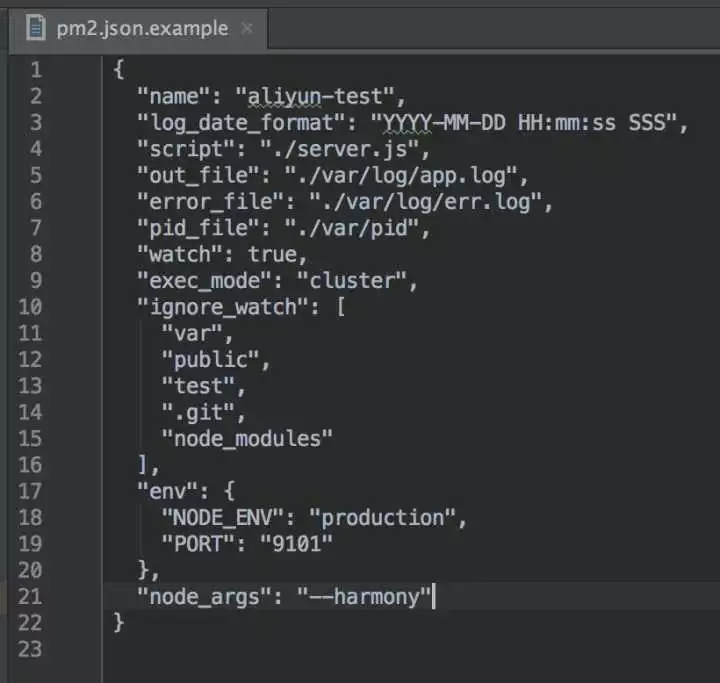 pm2.json.example
1 {
2 "name": "aliyun-test",
3 "log_date_format": "YYYY-MM-DD HH:mm:ss SSS",
4 "script": "./server.js",
5 "out_file": "./var/log/app.log",
6 "error_file": "./var/log/err.log",
7 "pid_file": "./var/pid",
8 "watch": true,
9 "exec_mode": "cluster",
10 "ignore_watch": [
11 "var",
12 "public",
13 "test",
14 ".git",
15 "node_modules"
16 ],
17 "env": {
18 "NODE_ENV": "production",
19 "PORT": "9101"
20 },
21 "node_args": "--harmony"
22 }
23